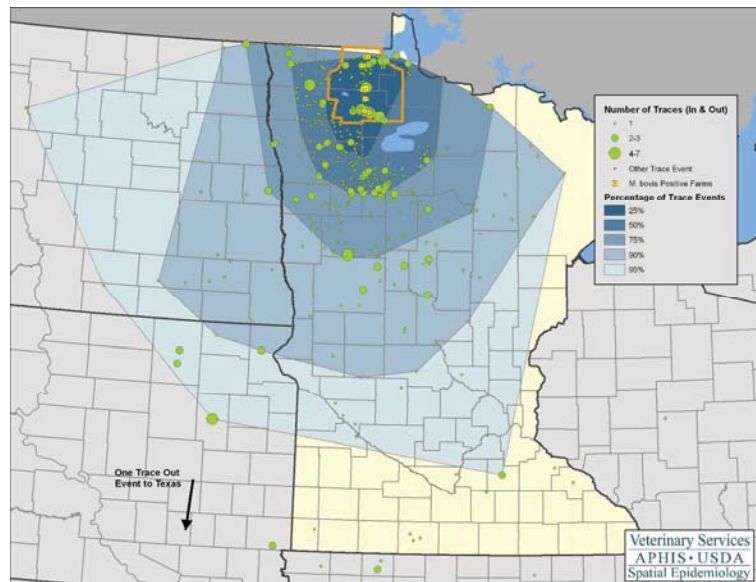 Number of Traces (In & Out)
1
2-3
4-7
Other Trace Event
M. bovis Positive Farms
Percentage of Trace Events
25%
50%
75%
90%
95%
One Trace Out
Event to Texas
Veterinary Services
APHIS • USDA
Spatial Epidemiology